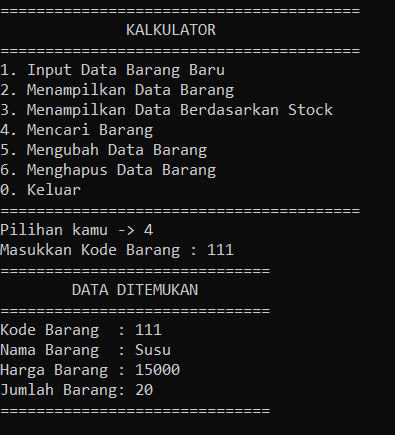 ========================================
KALKULATOR
========================================
1. Input Data Barang Baru
2. Menampilkan Data Barang
3. Menampilkan Data Berdasarkan Stock
4. Mencari Barang
5. Mengubah Data Barang
6. Menghapus Data Barang
0. Keluar
========================================
Pilihan kamu -> 4
Masukkan Kode Barang : 111
==============================
DATA DITEMUKAN
==============================
Kode Barang  : 111
Nama Barang  : Susu
Harga Barang : 15000
Jumlah Barang: 20
==============================